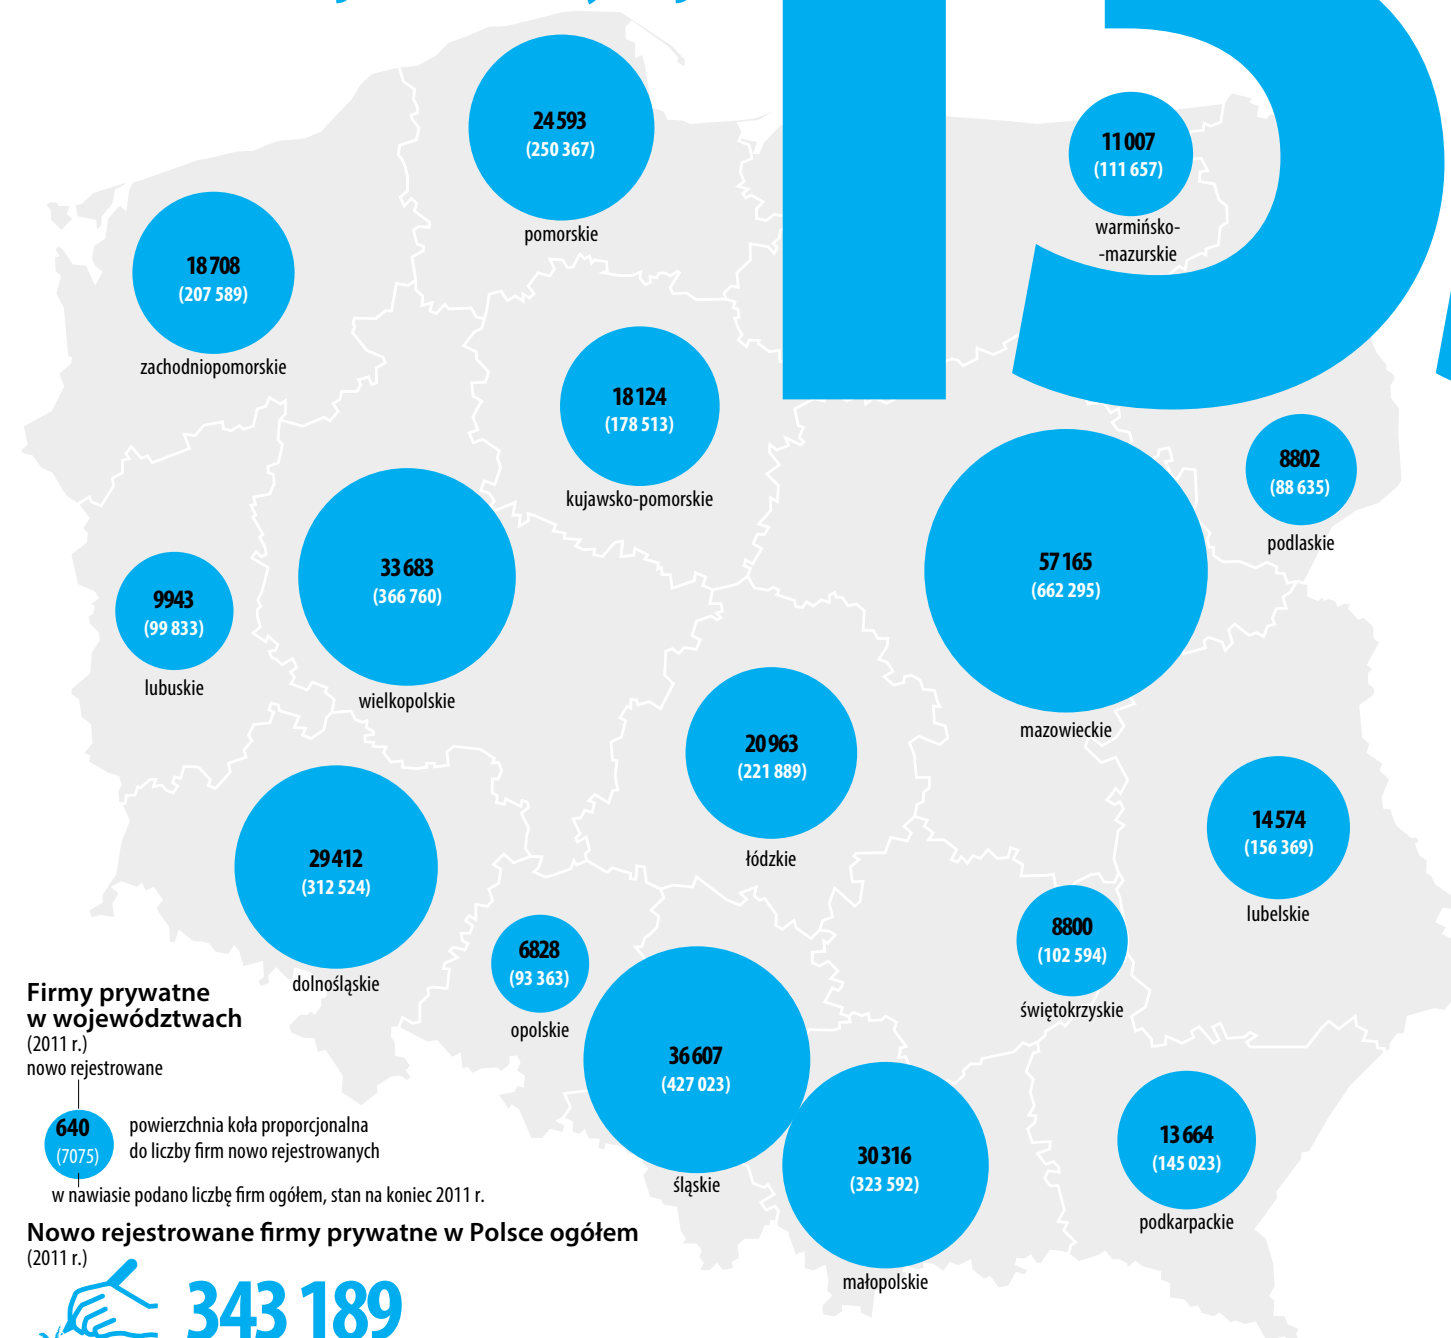 15
24 593
(250 367)
pomorskie
11 007
(111 657)
warmińsko-
-mazurskie
18 708
(207 589)
zachodniopomorskie
18 124
(178 513)
kujawsko-pomorskie
8802
(88 635)
podlaskie
33 683
(366 760)
wielkopolskie
57 165
(662 295)
mazowieckie
9943
(99 833)
lubuskie
20 963
(221 889)
łódzkie
14 574
(156 369)
lubelskie
29 412
(312 524)
dolnośląskie
6828
(93 363)
opolskie
8800
(102 594)
świętokrzyskie
36 607
(427 023)
śląskie
30 316
(323 592)
małopolskie
13 664
(145 023)
podkarpackie
Firmy prywatne
w województwach
(2011 r.)
nowo rejestrowane
640
(7075)
powierzchnia koła proporcjonalna
do liczby firm nowo rejestrowanych
w nawiasie podano liczbę firm ogółem, stan na koniec 2011 r.
Nowo rejestrowane firmy prywatne w Polsce ogółem
(2011 r.)
343 189